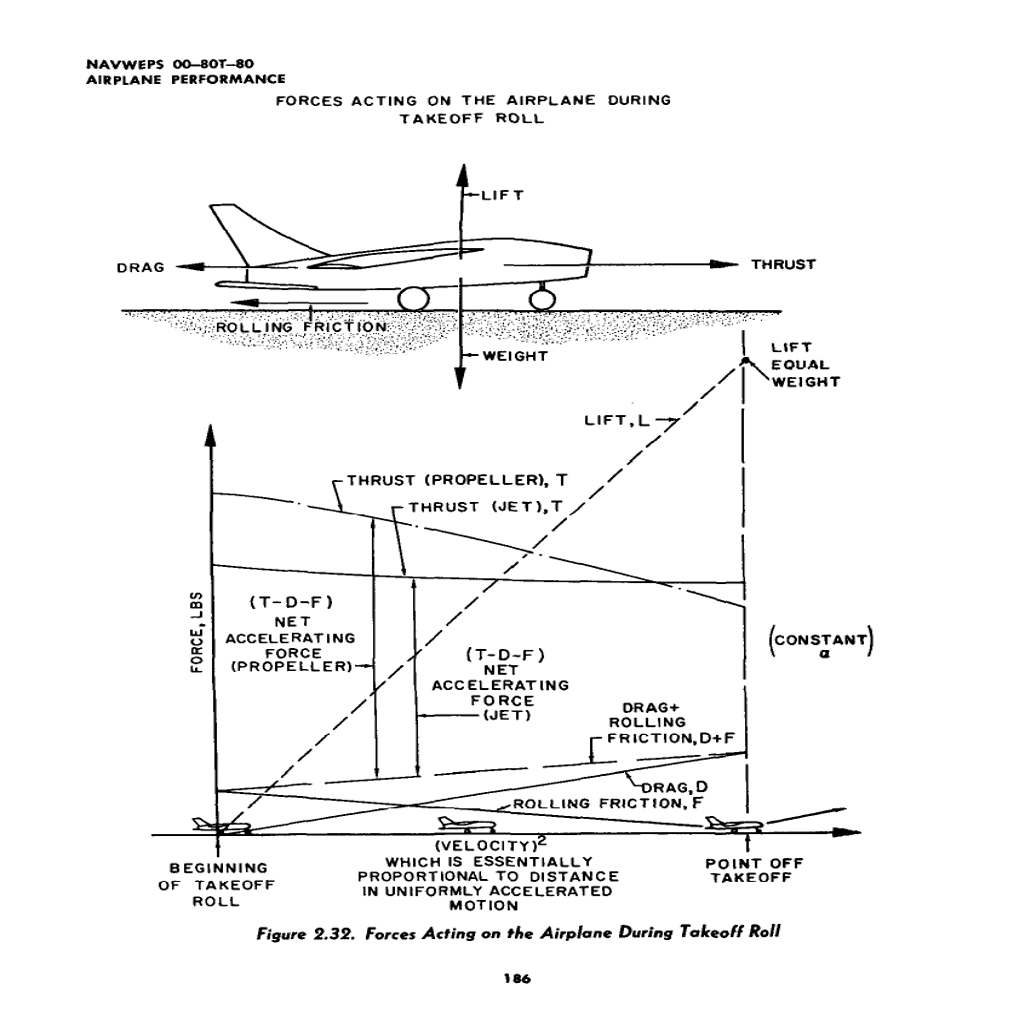 NAVWEPS 00-80T-80
AIRPLANE PERFORMANCE
FORCES ACTING ON THE AIRPLANE DURING
TAKEOFF ROLL
LIFT
DRAG
THRUST
ROLLING FRICTION
WEIGHT
LIFT
EQUAL
WEIGHT
LIFT, L
THRUST (PROPELLER), T
THRUST (JET), T
FORCE, LBS
(T-D-F)
NET
ACCELERATING
FORCE
(PROPELLER)
(T-D-F)
NET
ACCELERATING
FORCE
(JET)
(CONSTANT)
α
DRAG+
ROLLING
FRICTION, D+F
DRAG, D
ROLLING FRICTION, F
BEGINNING
OF TAKEOFF
ROLL
(VELOCITY)²
WHICH IS ESSENTIALLY
PROPORTIONAL TO DISTANCE
IN UNIFORMLY ACCELERATED
MOTION
POINT OFF
TAKEOFF
Figure 2.32. Forces Acting on the Airplane During Takeoff Roll
186